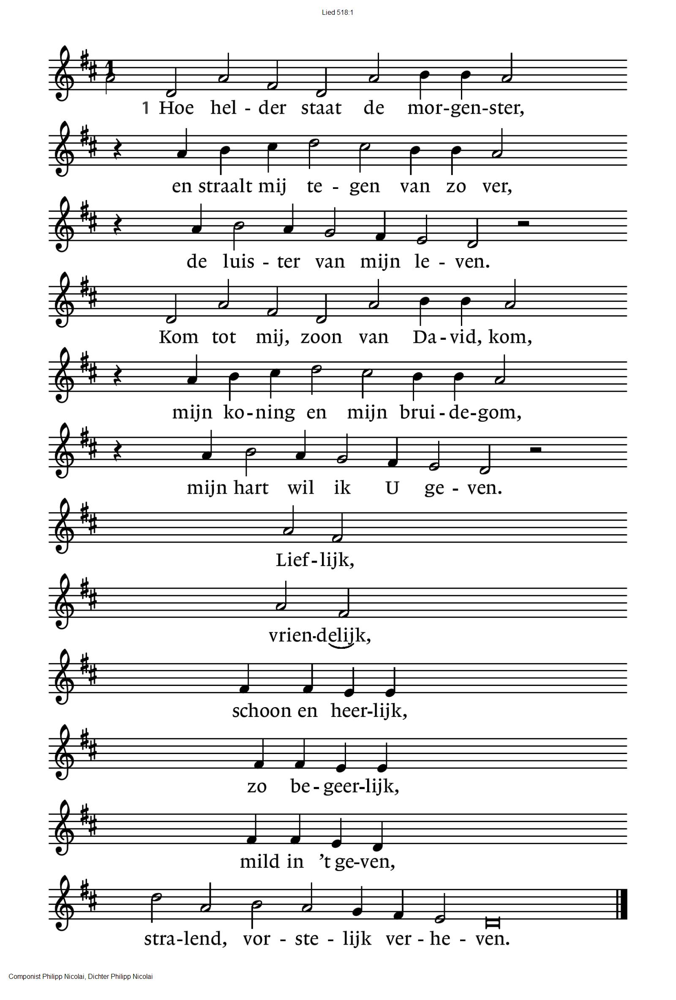 Lied 518:1
1
1 Hoe hel - der staat de mor-gen-ster,
en straalt mij te - gen van zo ver,
de luis - ter van mijn le - ven.
Kom tot mij, zoon van Da - vid, kom,
mijn ko - ning en mijn brui - de - gom,
mijn hart wil ik U ge - ven.
Lief - lijk,
vrien-delijk,
schoon en heer-lijk,
zo be - geer-lijk,
mild in ’t ge-ven,
stra-lend, vor - ste - lijk ver - he - ven.
Componist Philipp Nicolai, Dichter Philipp Nicolai